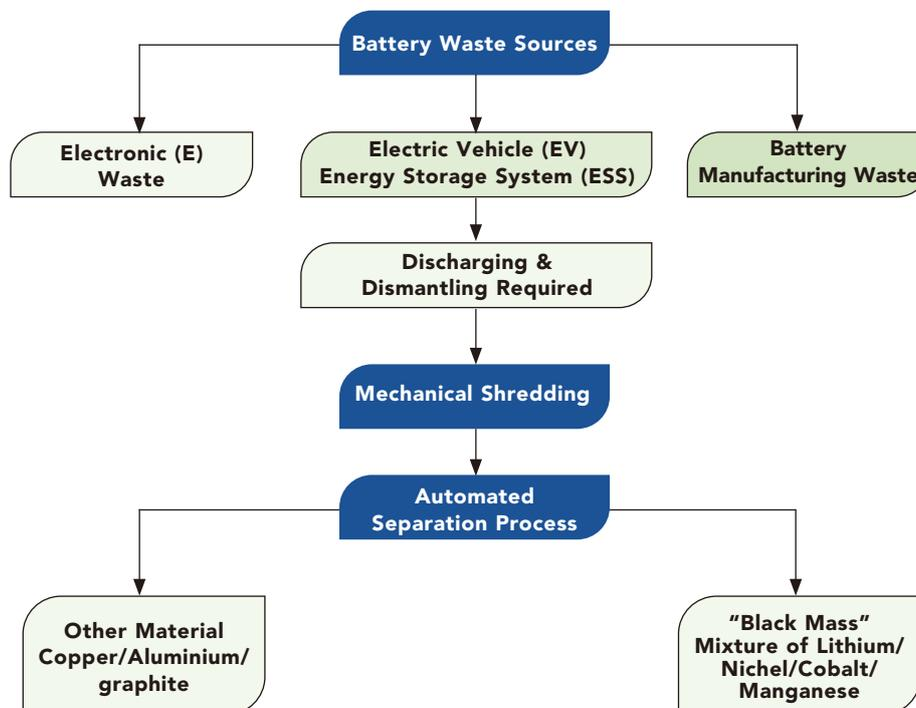 Battery Waste Sources
Electronic (E)
Waste
Electric Vehicle (EV)
Energy Storage System (ESS)
Battery
Manufacturing Waste
Discharging &
Dismantling Required
Mechanical Shredding
Automated
Separation Process
Other Material
Copper/Aluminium/
graphite
"Black Mass"
Mixture of Lithium/
Nichel/Cobalt/
Manganese